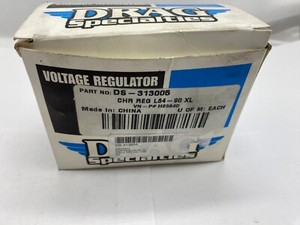 DRAG
Specialties
VOLTAGE REGULATOR
PART NO: DS-313006
CHR REG L84-90 XL
Made in: CHINA
U OF M: EACH
DRAG
Specialties